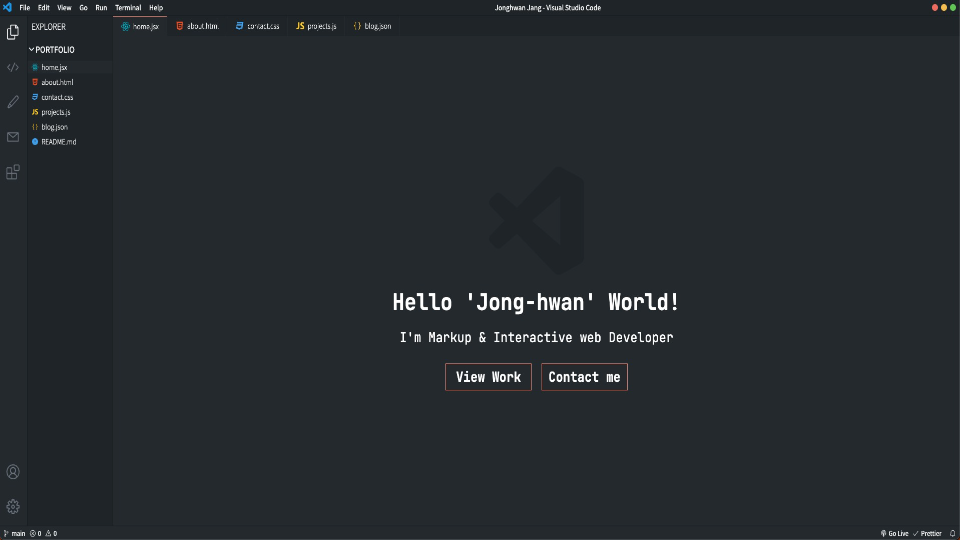 File Edit View Go Run Terminal Help
Jonghwan Jang - Visual Studio Code
EXPLORER
PORTFOLIO
home.jsx
about.html
contact.css
JS projects.js
{ } blog.json
README.md
home.jsx about.html contact.css JS projects.js { } blog.json
Hello 'Jong-hwan' World!
I'm Markup & Interactive web Developer
View Work Contact me
main 0 0
Go Live Prettier